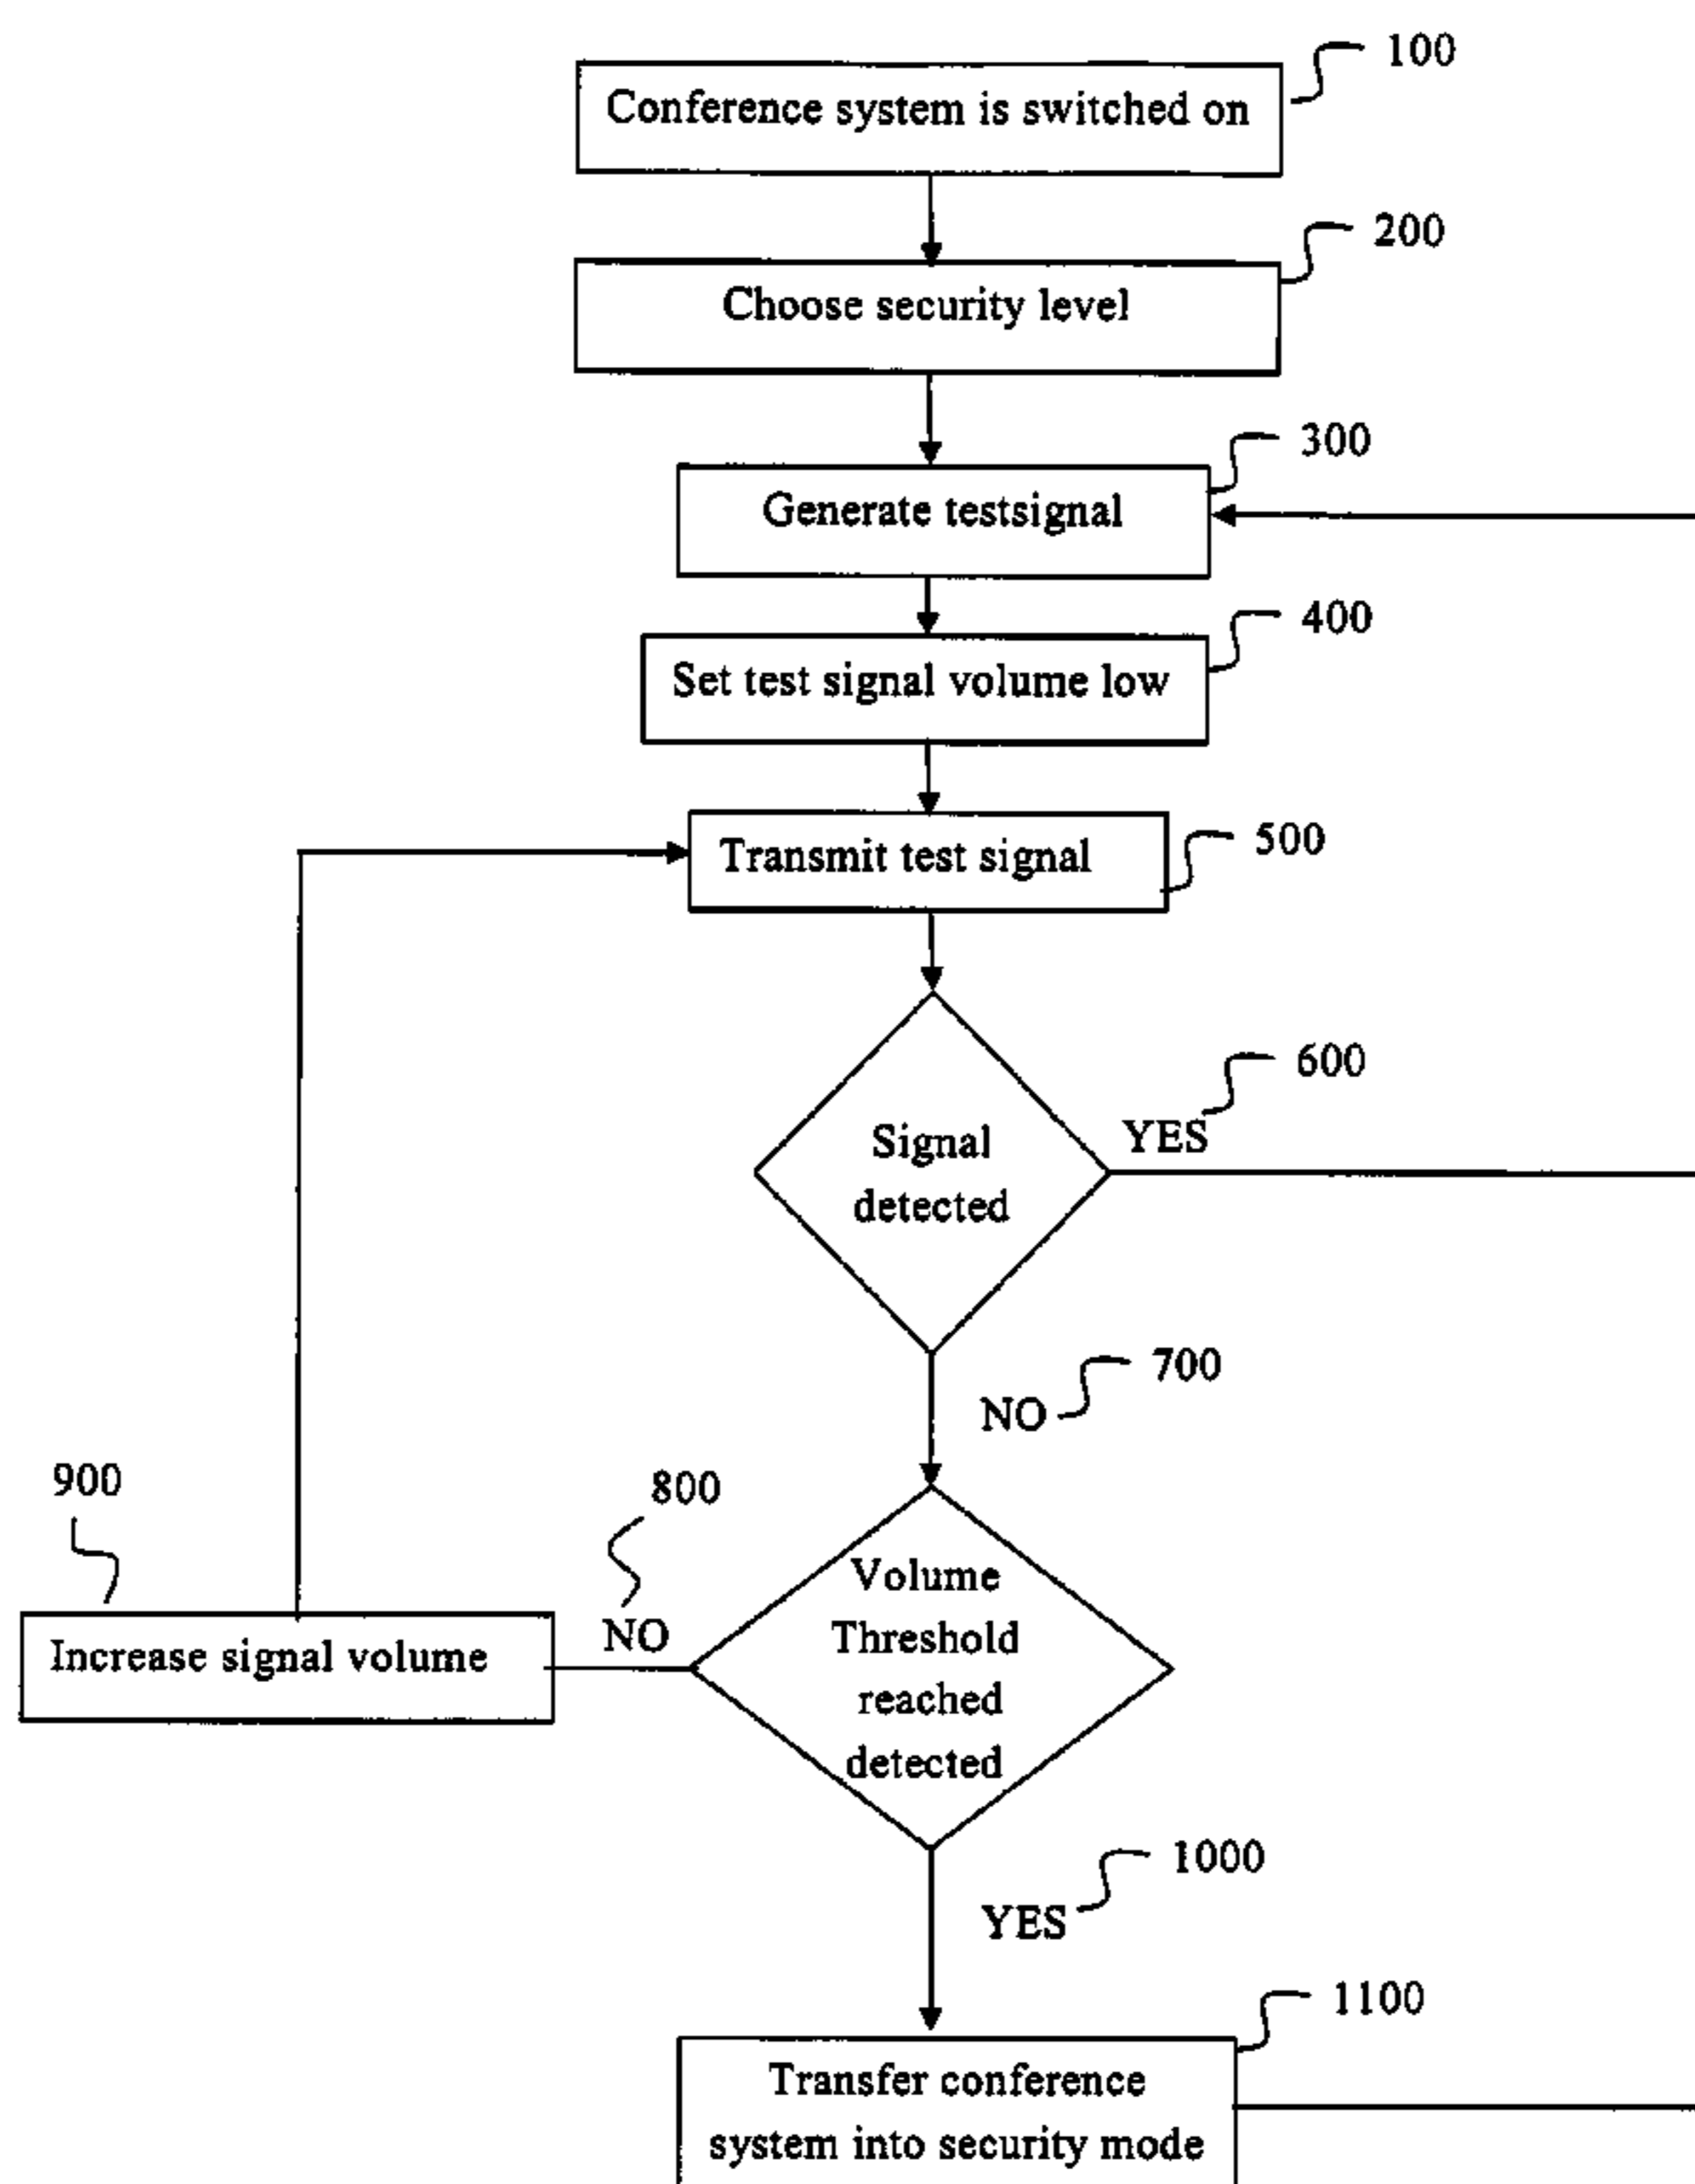 100
Conference system is switched on
200
Choose security level
300
Generate testsignal
400
Set test signal volume low
500
Transmit test signal
600
YES
Signal
detected
700
NO
900
800
Volume
NO
Threshold
Increase signal volume
reached
detected
1000
YES
1100
Transfer conference
system into security mode